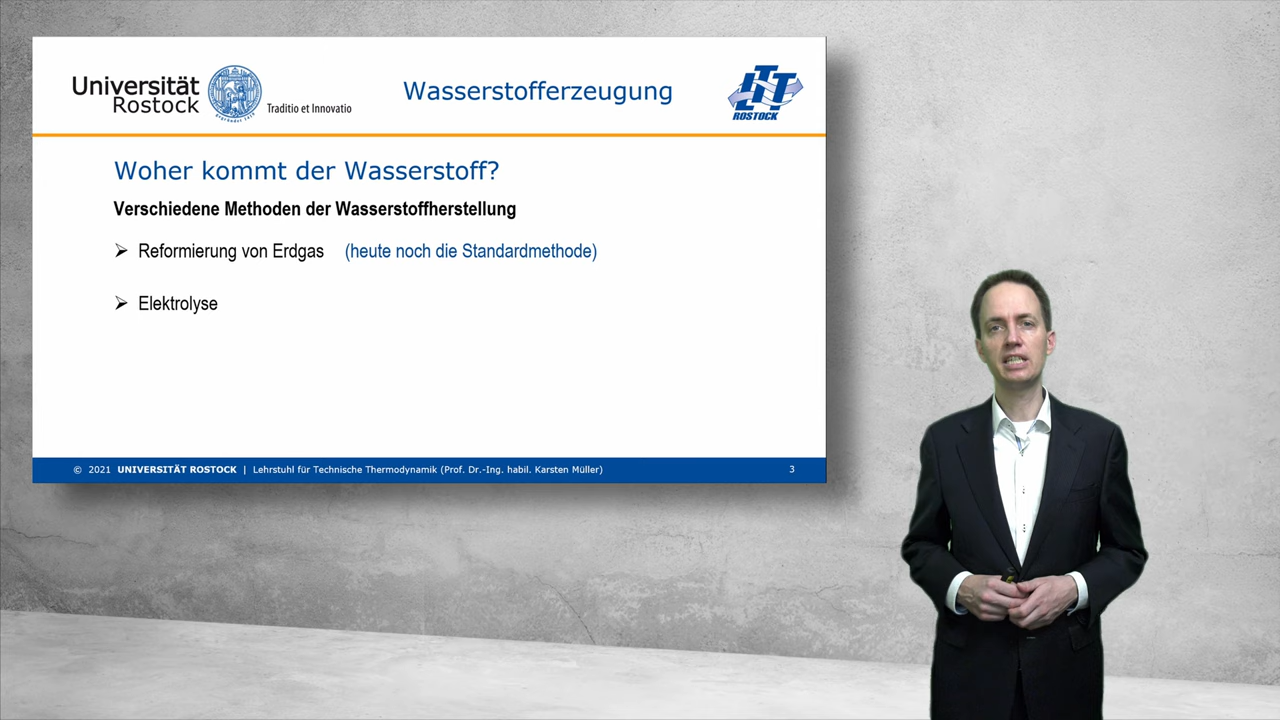 Universität
Rostock
Traditio et Innovatio
Wasserstofferzeugung
LTT
ROSTOCK
Woher kommt der Wasserstoff?
Verschiedene Methoden der Wasserstoffherstellung
➢ Reformierung von Erdgas (heute noch die Standardmethode)
➢ Elektrolyse
© 2021 UNIVERSITÄT ROSTOCK | Lehrstuhl für Technische Thermodynamik (Prof. Dr.-Ing. habil. Karsten Müller) 3